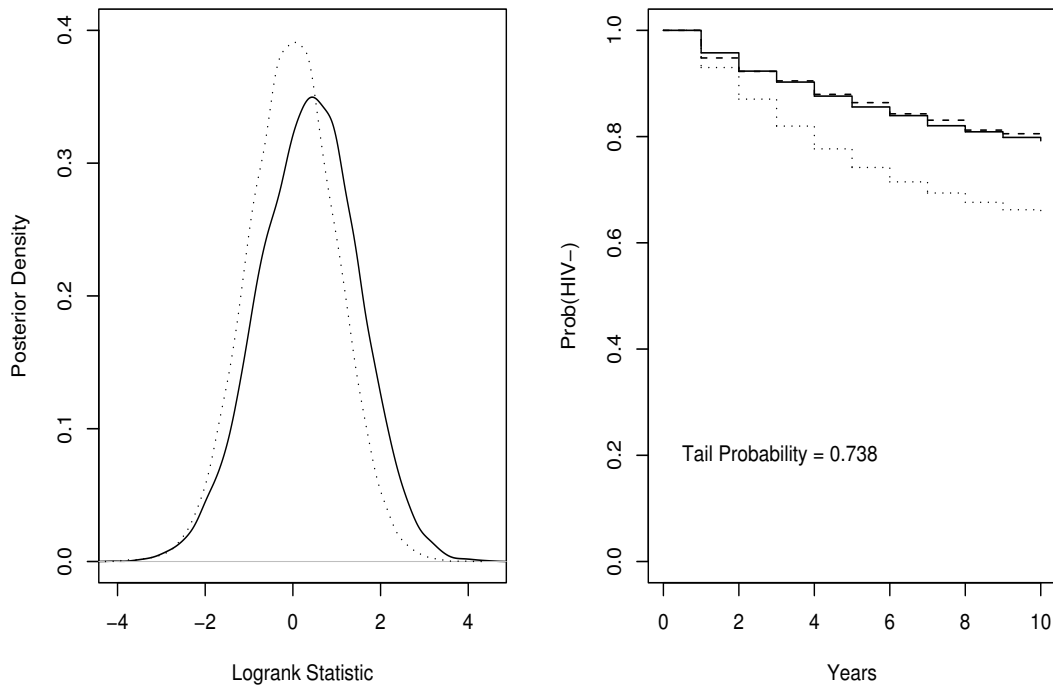 Posterior Density
0.4
0.3
0.2
0.1
0.0
−4 −2 0 2 4
Logrank Statistic
Prob(HIV−)
1.0
0.8
0.6
0.4
0.2
0.0
Tail Probability = 0.738
0 2 4 6 8 10
Years